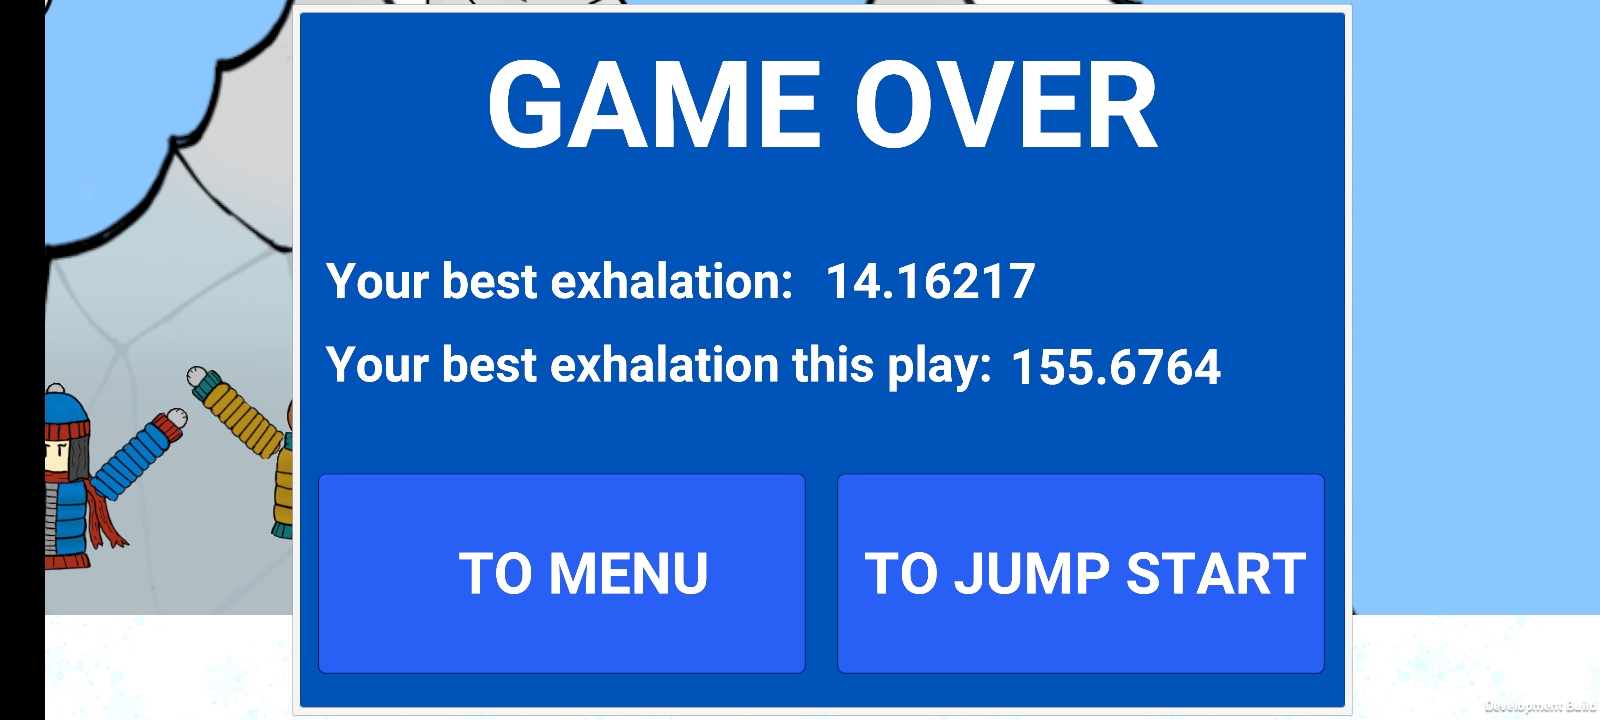 GAME OVER
Your best exhalation: 14.16217
Your best exhalation this play: 155.6764
TO MENU
TO JUMP START
Development Build